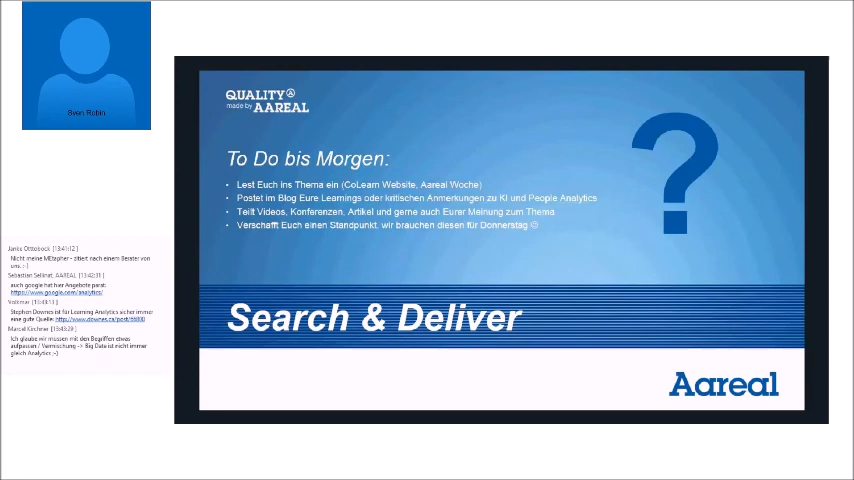 Sven Robin
QUALITY
made by AAREAL
To Do bis Morgen:
• Lest Euch ins Thema ein (CoLearn Website, Aareal Woche)
• Postet im Blog Eure Learnings oder kritischen Anmerkungen zu KI und People Analytics
• Teilt Videos, Konferenzen, Artikel und gerne auch Eurer Meinung zum Thema
• Verschafft Euch einen Standpunkt, wir brauchen diesen für Donnerstag ☺
?
Search & Deliver
Aareal
[13:41:12 ]
Nicht meine MEtapher - zitiert nach einem Berater von
uns. ;-)
Sebastian Sellinat: AAREAL [13:42:31 ]
auch google hat hier Angebote parat:
https://www.google.com/analytics/
Volkmar [13:43:13 ]
Stephen Downes ist für Learning Analytics sicher immer
eine gute Quelle: http://www.downes.ca/post/
Marcel Kirchner [13:43:29 ]
Ich glaube wir müssen mit den Begriffen etwas
aufpassen / Vermischung -> Big Data ist nicht immer
gleich Analytics ;-)